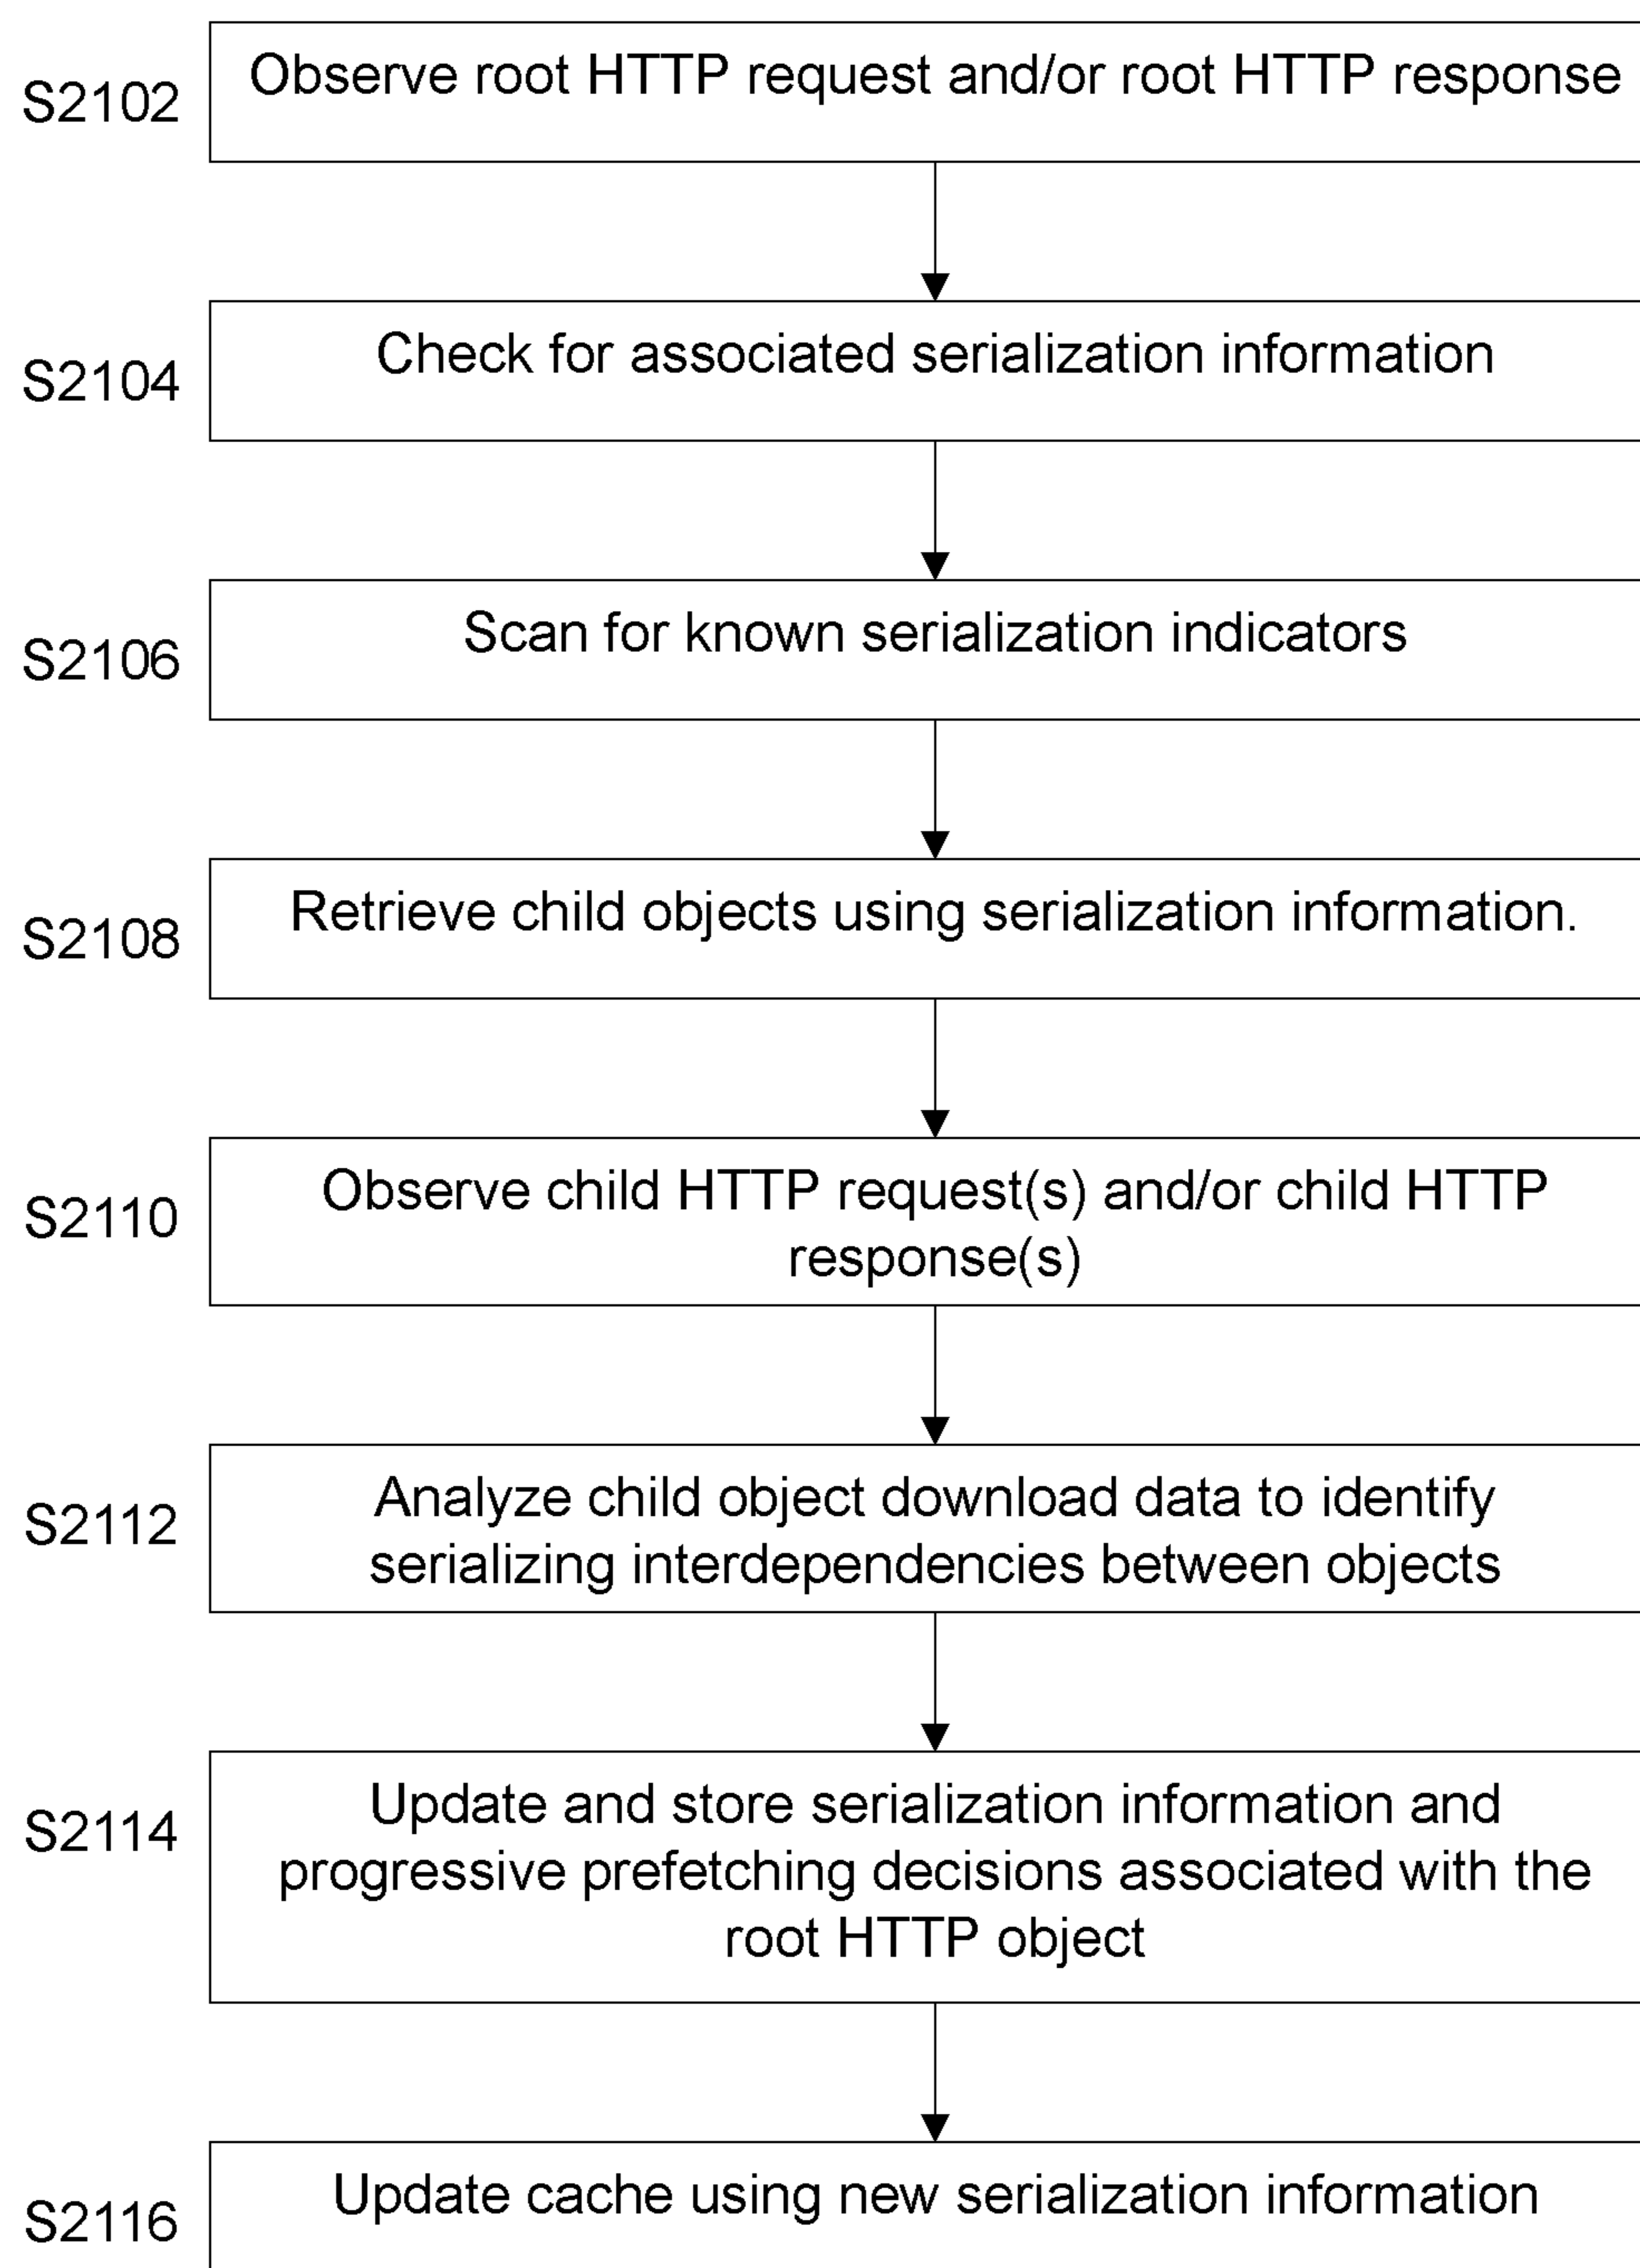 S2102
Observe root HTTP request and/or root HTTP response
S2104
Check for associated serialization information
S2106
Scan for known serialization indicators
S2108
Retrieve child objects using serialization information.
S2110
Observe child HTTP request(s) and/or child HTTP
response(s)
S2112
Analyze child object download data to identify
serializing interdependencies between objects
S2114
Update and store serialization information and
progressive prefetching decisions associated with the
root HTTP object
S2116
Update cache using new serialization information